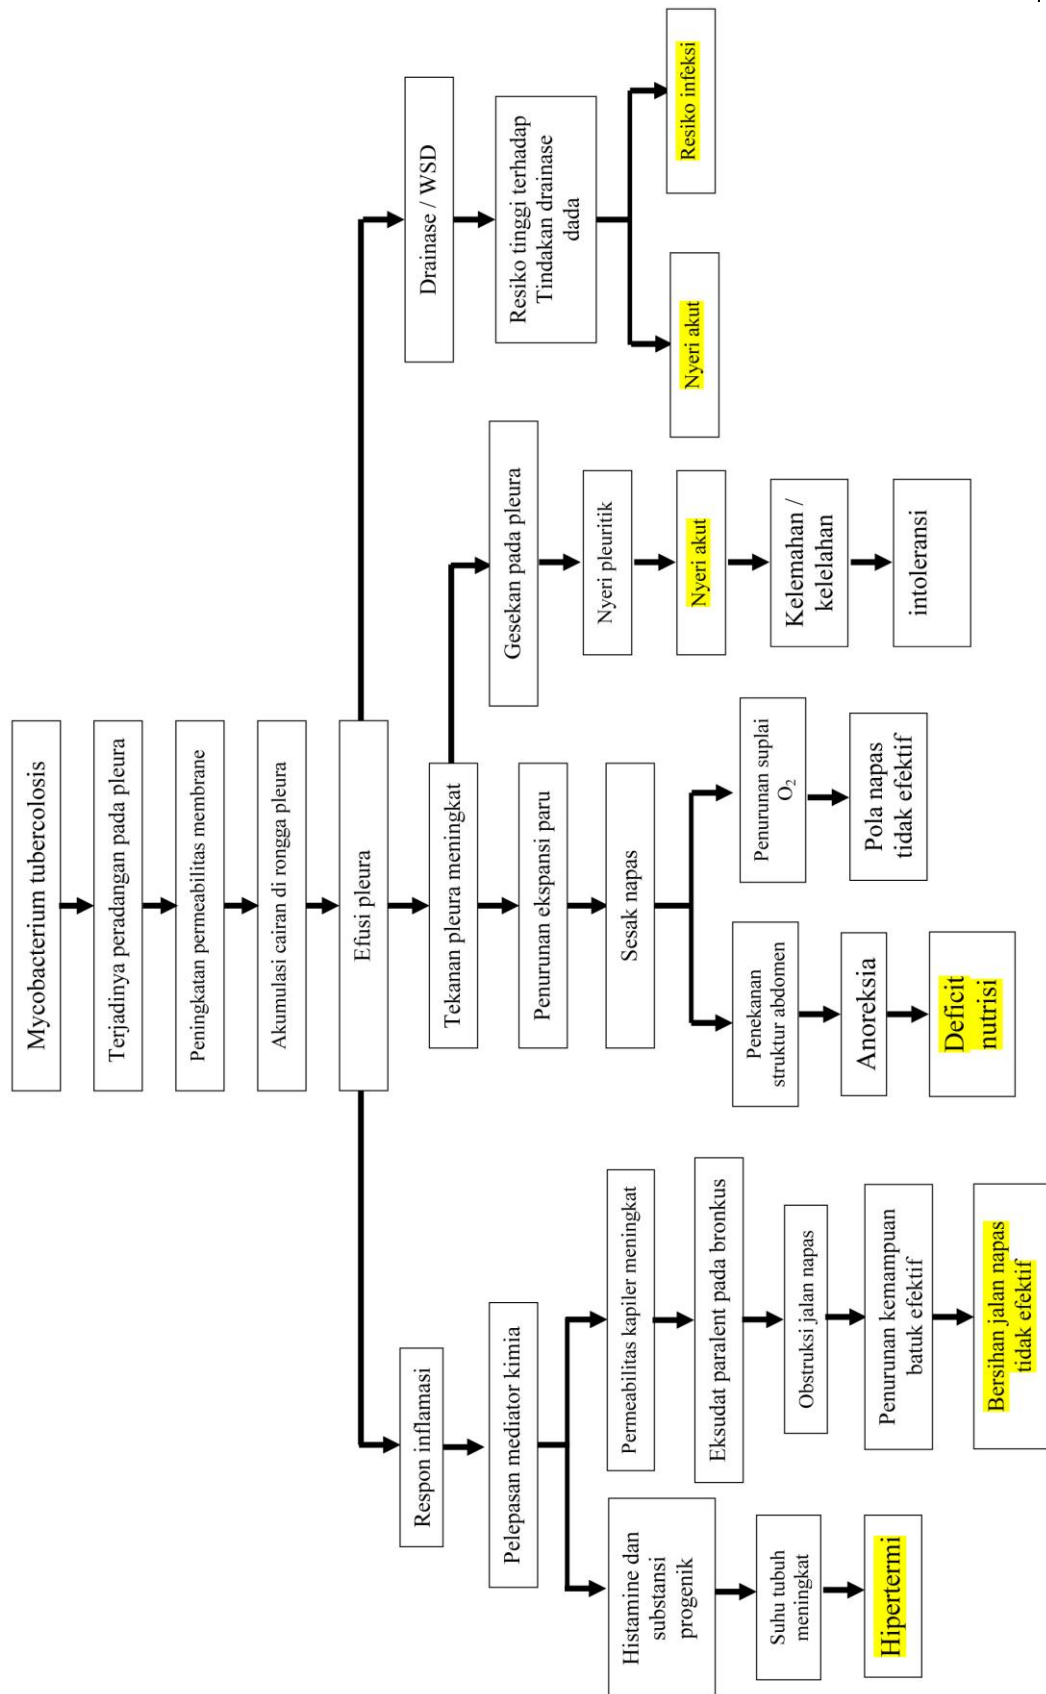 Mycobacterium tubercolosis
Terjadinya peradangan pada pleura
Peningkatan permeabilitas membrane
Akumulasi cairan di rongga pleura
Efusi pleura
Respon inflamasi
Pelepasan mediator kimia
Histamine dan
substansi
progenik
Suhu tubuh
meningkat
Hipertermi
Permeabilitas kapiler meningkat
Eksudat paralent pada bronkus
Obstruksi jalan napas
Penurunan kemampuan
batuk efektif
Bersihan jalan napas
tidak efektif
Tekanan pleura meningkat
Penurunan ekspansi paru
Sesak napas
Penekanan
struktur abdomen
Anoreksia
Deficit
nutrisi
Penurunan suplai
O₂
Pola napas
tidak efektif
Gesekan pada pleura
Nyeri pleuritik
Nyeri akut
Kelemahan /
kelelahan
intoleransi
Drainase / WSD
Resiko tinggi terhadap
Tindakan drainase
dada
Nyeri akut
Resiko infeksi